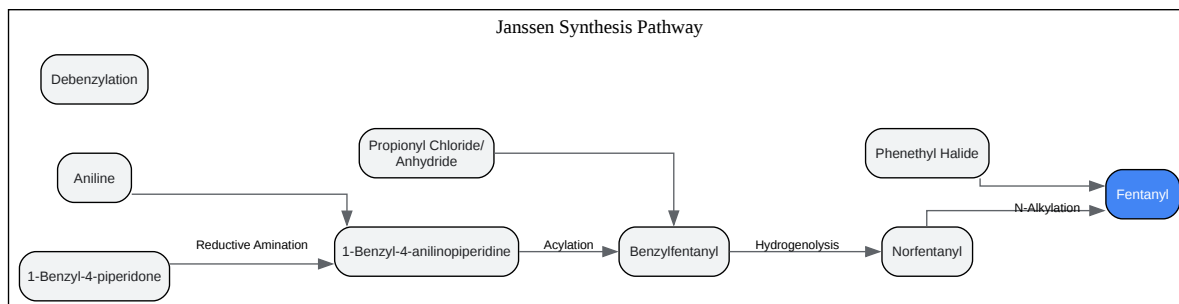 Janssen Synthesis Pathway
Debenzylation
Propionyl Chloride/
Anhydride
Phenethyl Halide
Aniline
Fentanyl
N-Alkylation
Reductive Amination
1-Benzyl-4-anilinopiperidine
Acylation
Benzylfentanyl
Hydrogenolysis
Norfentanyl
1-Benzyl-4-piperidone